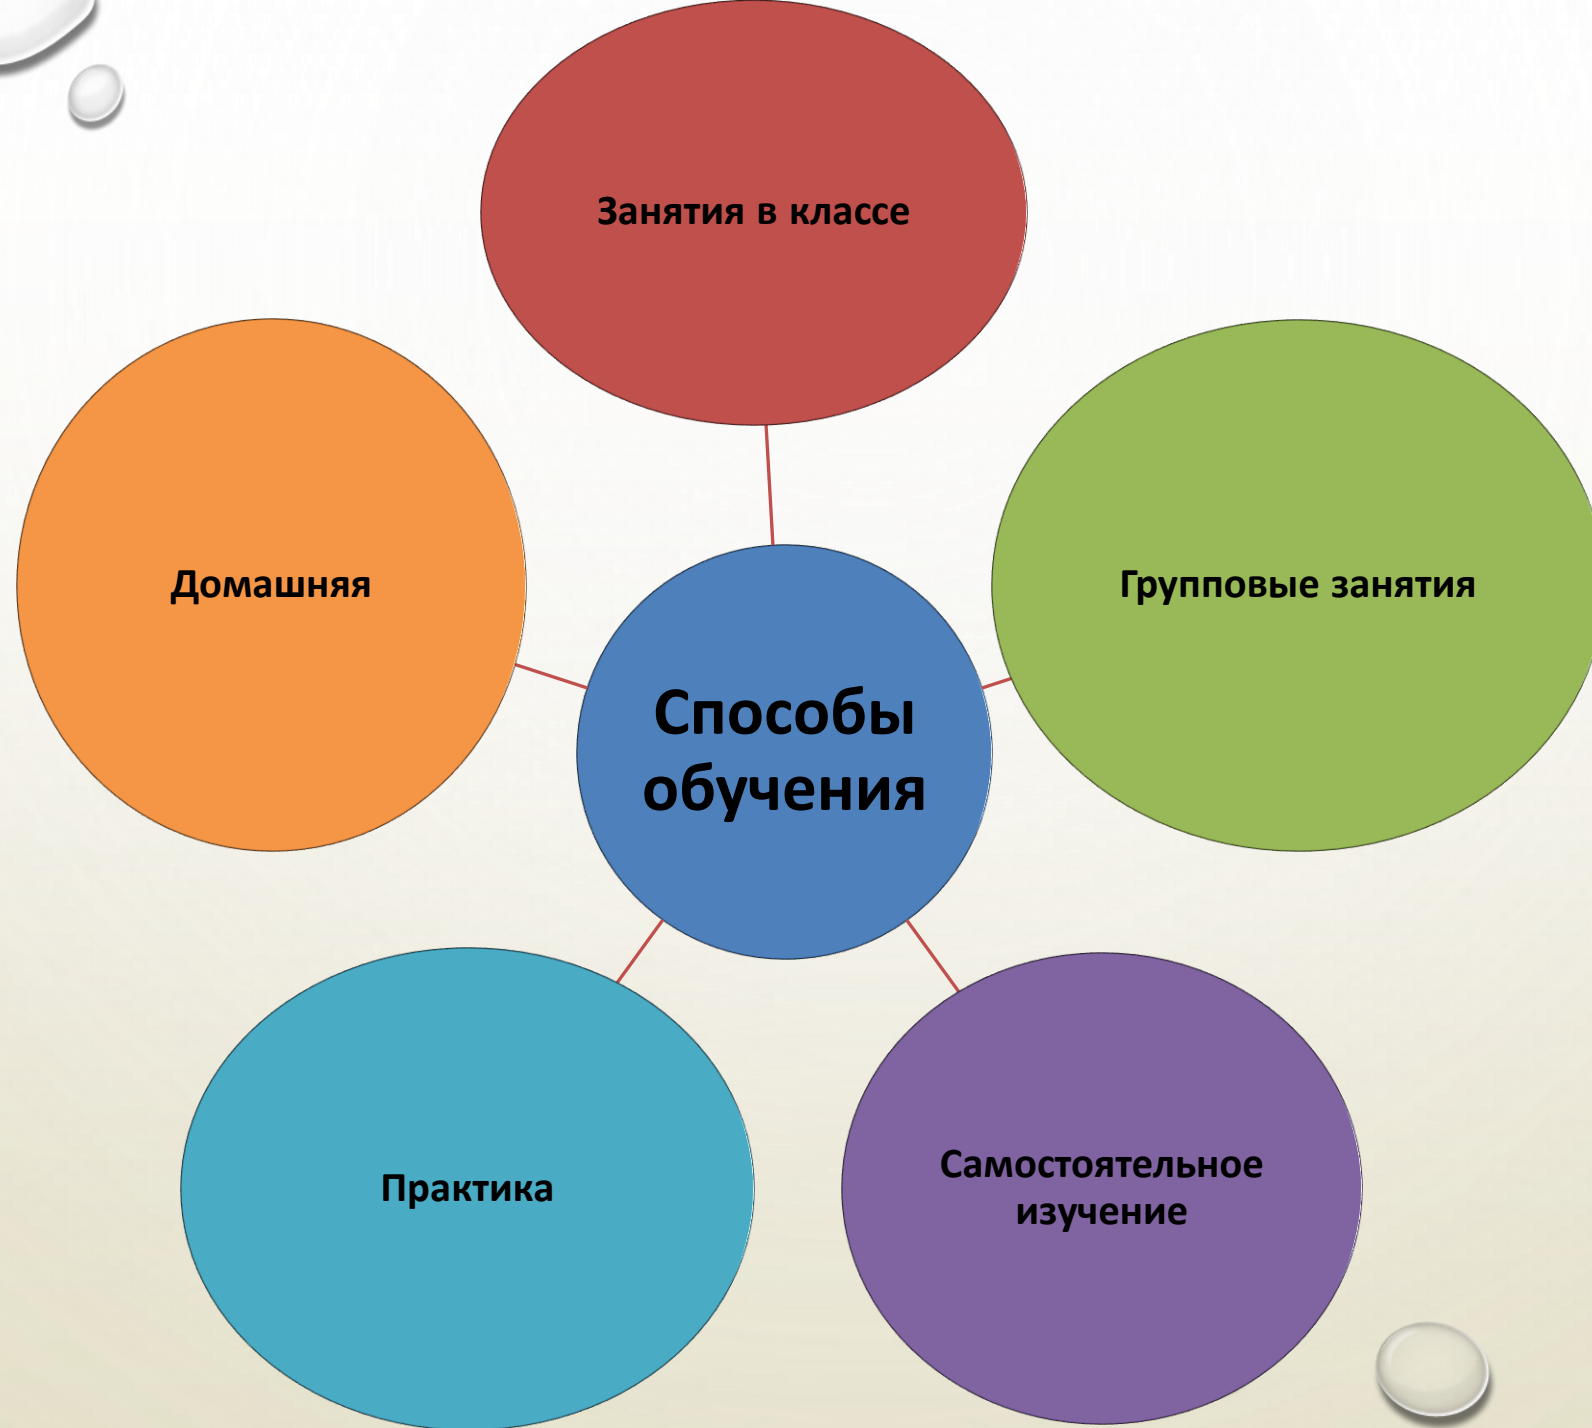 Занятия в классе
Домашняя
Групповые занятия
Способы
обучения
Практика
Самостоятельное
изучение